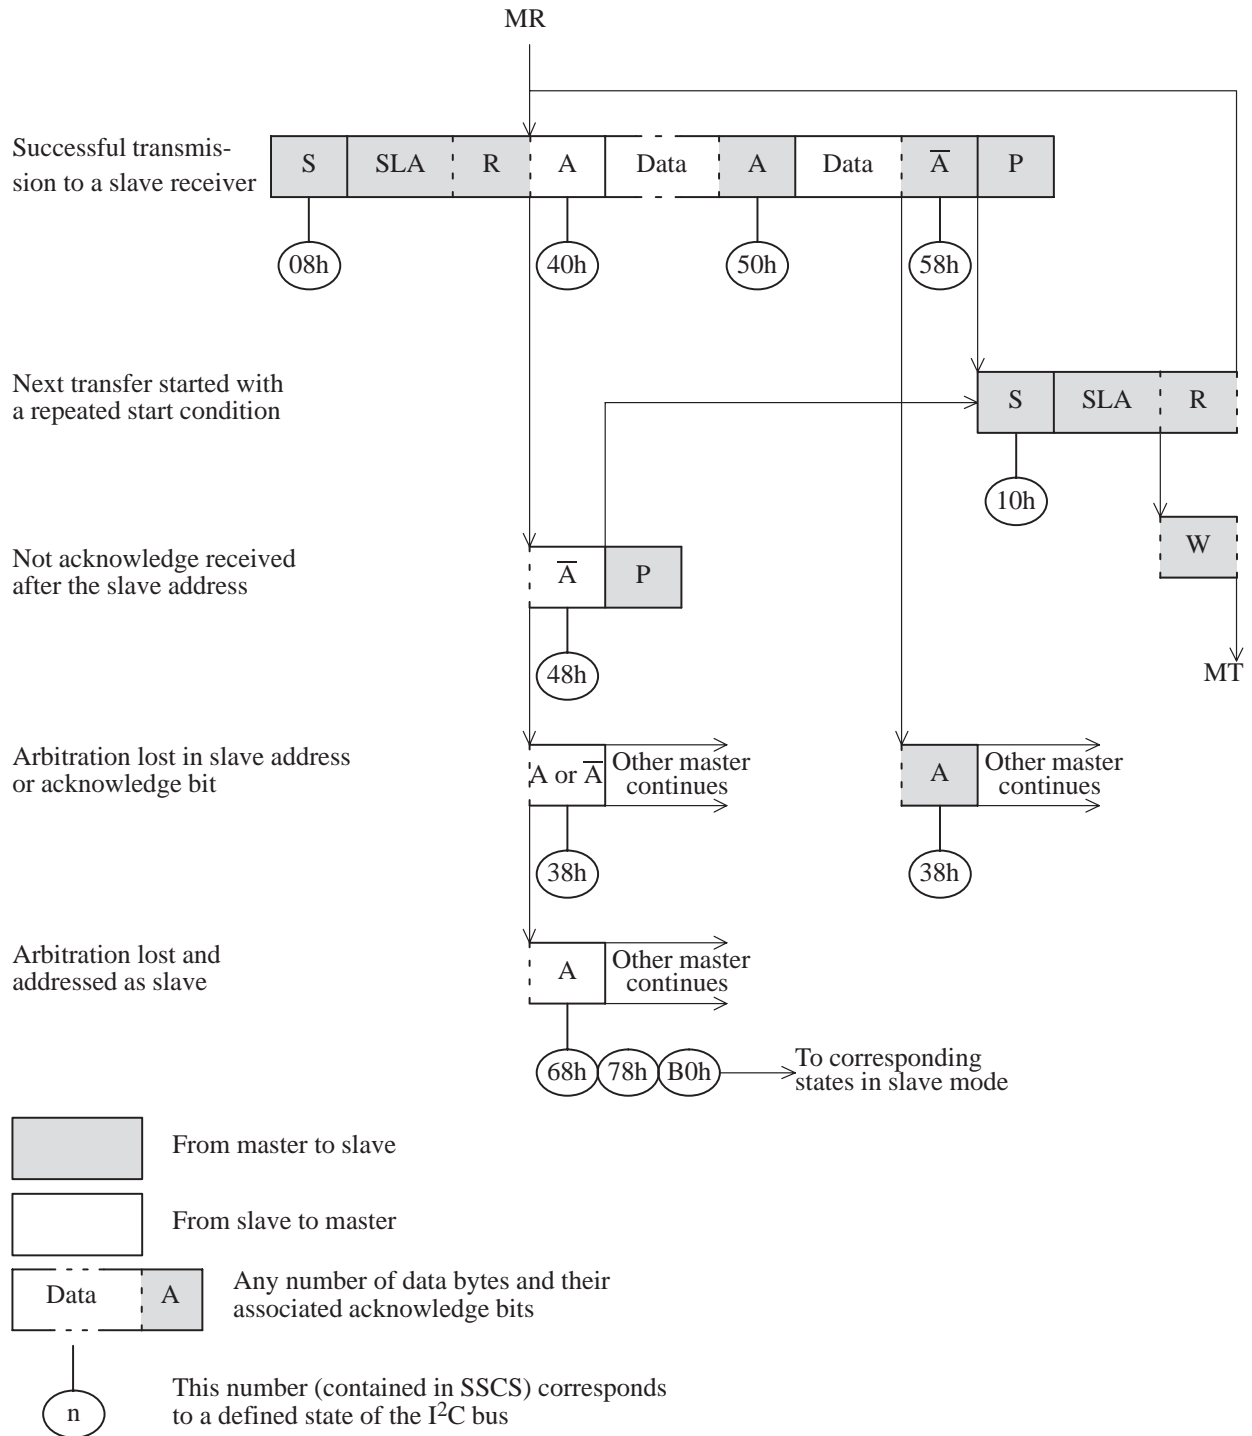 MR
Successful transmis-
sion to a slave receiver
S SLA R A Data A Data A̅ P
08h 40h 50h 58h
Next transfer started with
a repeated start condition
S SLA R
10h
Not acknowledge received
after the slave address
A̅ P
W
48h
MT
Arbitration lost in slave address
or acknowledge bit
A or A̅
Other master
continues
A
Other master
continues
38h 38h
Arbitration lost and
addressed as slave
A
Other master
continues
68h 78h B0h
To corresponding
states in slave mode
From master to slave
From slave to master
Data A
Any number of data bytes and their
associated acknowledge bits
n
This number (contained in SSCS) corresponds
to a defined state of the I²C bus